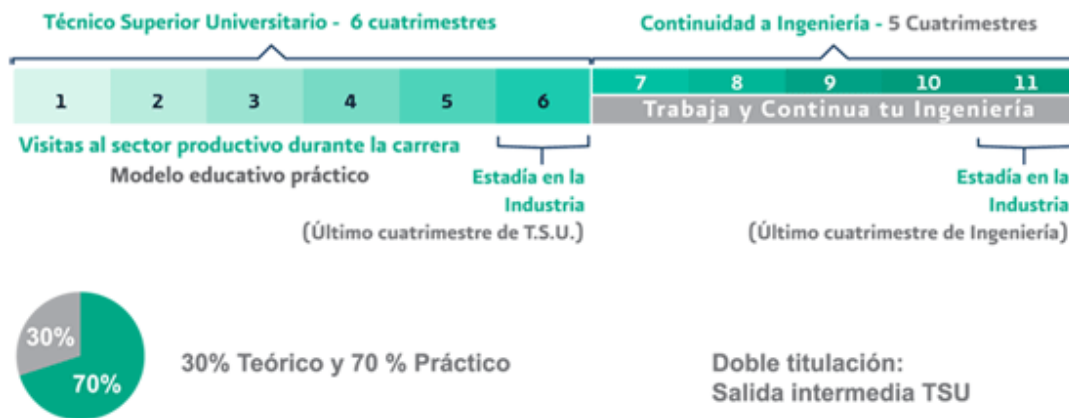 Técnico Superior Universitario - 6 cuatrimestres
Continuidad a Ingeniería - 5 Cuatrimestres
1 2 3 4 5 6
7 8 9 10 11
Trabaja y Continua tu Ingeniería
Visitas al sector productivo durante la carrera
Modelo educativo práctico
Estadía en la
Industria
(Último cuatrimestre de T.S.U.)
Estadía en la
Industria
(Último cuatrimestre de Ingeniería)
30%
70%
30% Teórico y 70 % Práctico
Doble titulación:
Salida intermedia TSU